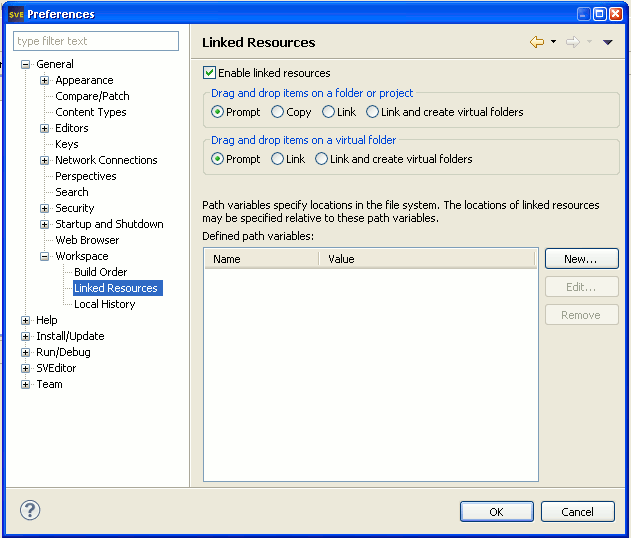 SVE Preferences
type filter text
General
Appearance
Compare/Patch
Content Types
Editors
Keys
Network Connections
Perspectives
Search
Security
Startup and Shutdown
Web Browser
Workspace
Build Order
Linked Resources
Local History
Help
Install/Update
Run/Debug
SVEditor
Team
Linked Resources
Enable linked resources
Drag and drop items on a folder or project
Prompt Copy Link Link and create virtual folders
Drag and drop items on a virtual folder
Prompt Link Link and create virtual folders
Path variables specify locations in the file system. The locations of linked resources
may be specified relative to these path variables.
Defined path variables:
Name Value
New...
Edit...
Remove
?
OK Cancel